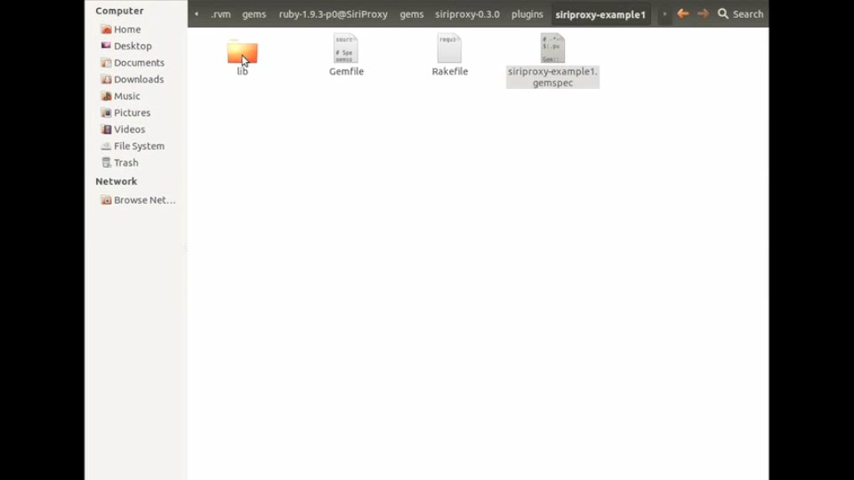 Computer
Home
Desktop
Documents
Downloads
Music
Pictures
Videos
File System
Trash
Network
Browse Net...
.rvm gems ruby-1.9.3-p0@SiriProxy gems siriproxy-0.3.0 plugins siriproxy-example1 Search
lib
Gemfile
Rakefile
siriproxy-example1.
gemspec